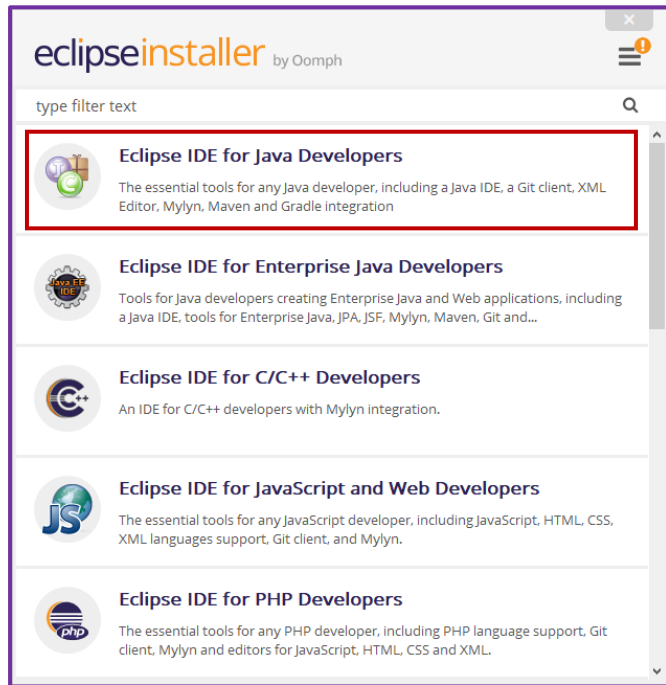 eclipseinstaller by Oomph
type filter text
Eclipse IDE for Java Developers
The essential tools for any Java developer, including a Java IDE, a Git client, XML
Editor, Mylyn, Maven and Gradle integration
Java EE
IDE
Eclipse IDE for Enterprise Java Developers
Tools for Java developers creating Enterprise Java and Web applications, including
a Java IDE, tools for Enterprise Java, JPA, JSF, Mylyn, Maven, Git and...
C++
Eclipse IDE for C/C++ Developers
An IDE for C/C++ developers with Mylyn integration.
JS
Eclipse IDE for JavaScript and Web Developers
The essential tools for any JavaScript developer, including JavaScript, HTML, CSS,
XML languages support, Git client, and Mylyn.
php
Eclipse IDE for PHP Developers
The essential tools for any PHP developer, including PHP language support, Git
client, Mylyn and editors for JavaScript, HTML, CSS and XML.